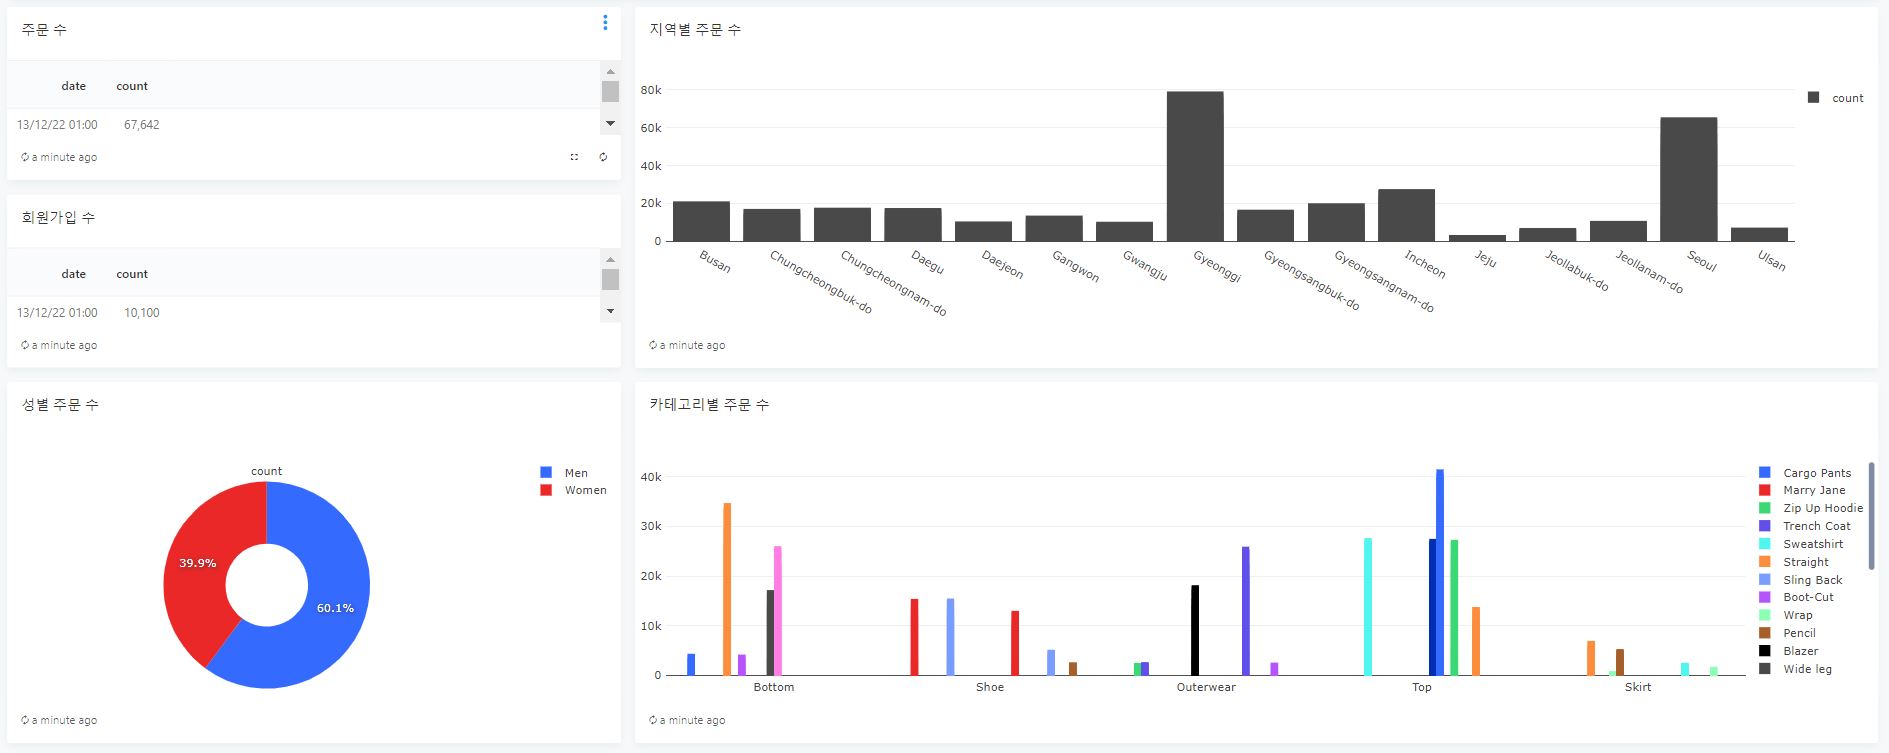 주문 수
date count
13/12/22 01:00 67,642
a minute ago
회원가입 수
date count
13/12/22 01:00 10,100
a minute ago
지역별 주문 수
80k
60k
40k
20k
0
Busan
Chungcheongbuk-do
Chungcheongnam-do
Daegu
Daejeon
Gangwon
Gwangju
Gyeonggi
Gyeongsangbuk-do
Gyeongsangnam-do
Incheon
Jeju
Jeollabuk-do
Jeollanam-do
Seoul
Ulsan
count
a minute ago
성별 주문 수
count
39.9%
60.1%
Men
Women
a minute ago
카테고리별 주문 수
40k
30k
20k
10k
0
Bottom Shoe Outerwear Top Skirt
Cargo Pants
Marry Jane
Zip Up Hoodie
Trench Coat
Sweatshirt
Straight
Sling Back
Boot-Cut
Wrap
Pencil
Blazer
Wide leg
a minute ago